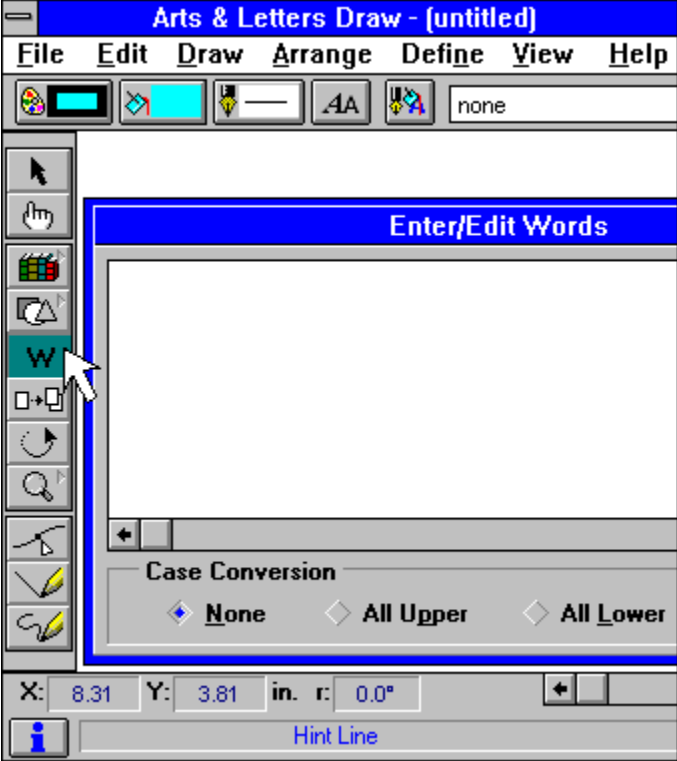 Arts & Letters Draw - (untitled)
File Edit Draw Arrange Define View Help
AA none
Enter/Edit Words
W
Case Conversion
None All Upper All Lower
X: 8.31 Y: 3.81 in. r: 0.0°
i Hint Line